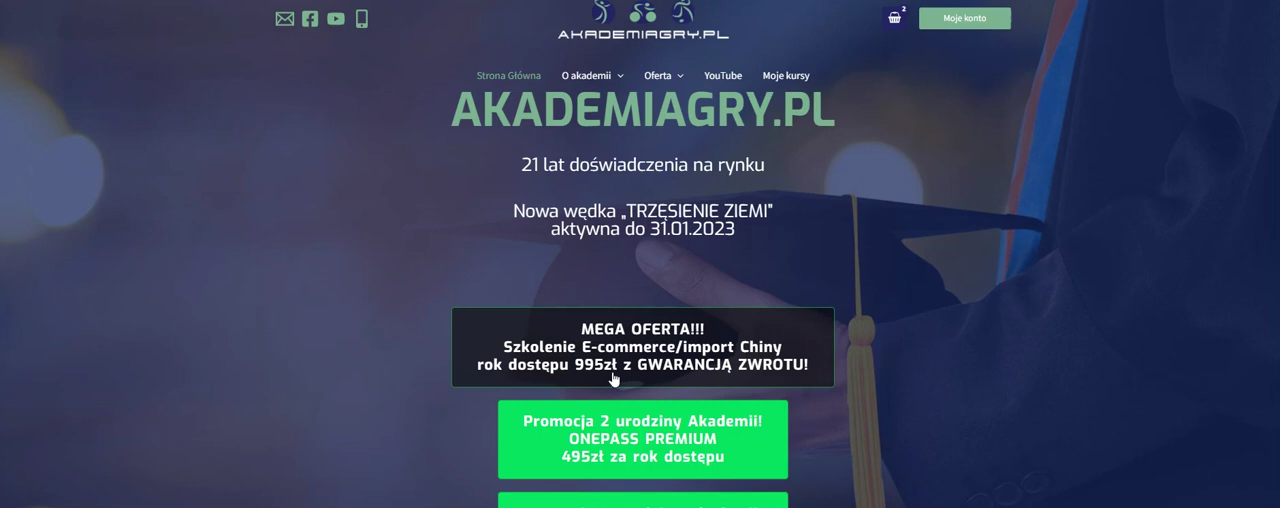 2
Moje konto
AKADEMIAGRY.PL
Strona Główna O akademii Oferta YouTube Moje kursy
AKADEMIAGRY.PL
21 lat doświadczenia na rynku
Nowa wędka „TRZĘSIENIE ZIEMI”
aktywna do 31.01.2023
MEGA OFERTA!!!
Szkolenie E-commerce/import Chiny
rok dostępu 995zł z GWARANCJĄ ZWROTU!
Promocja 2 urodziny Akademii!
ONEPASS PREMIUM
495zł za rok dostępu